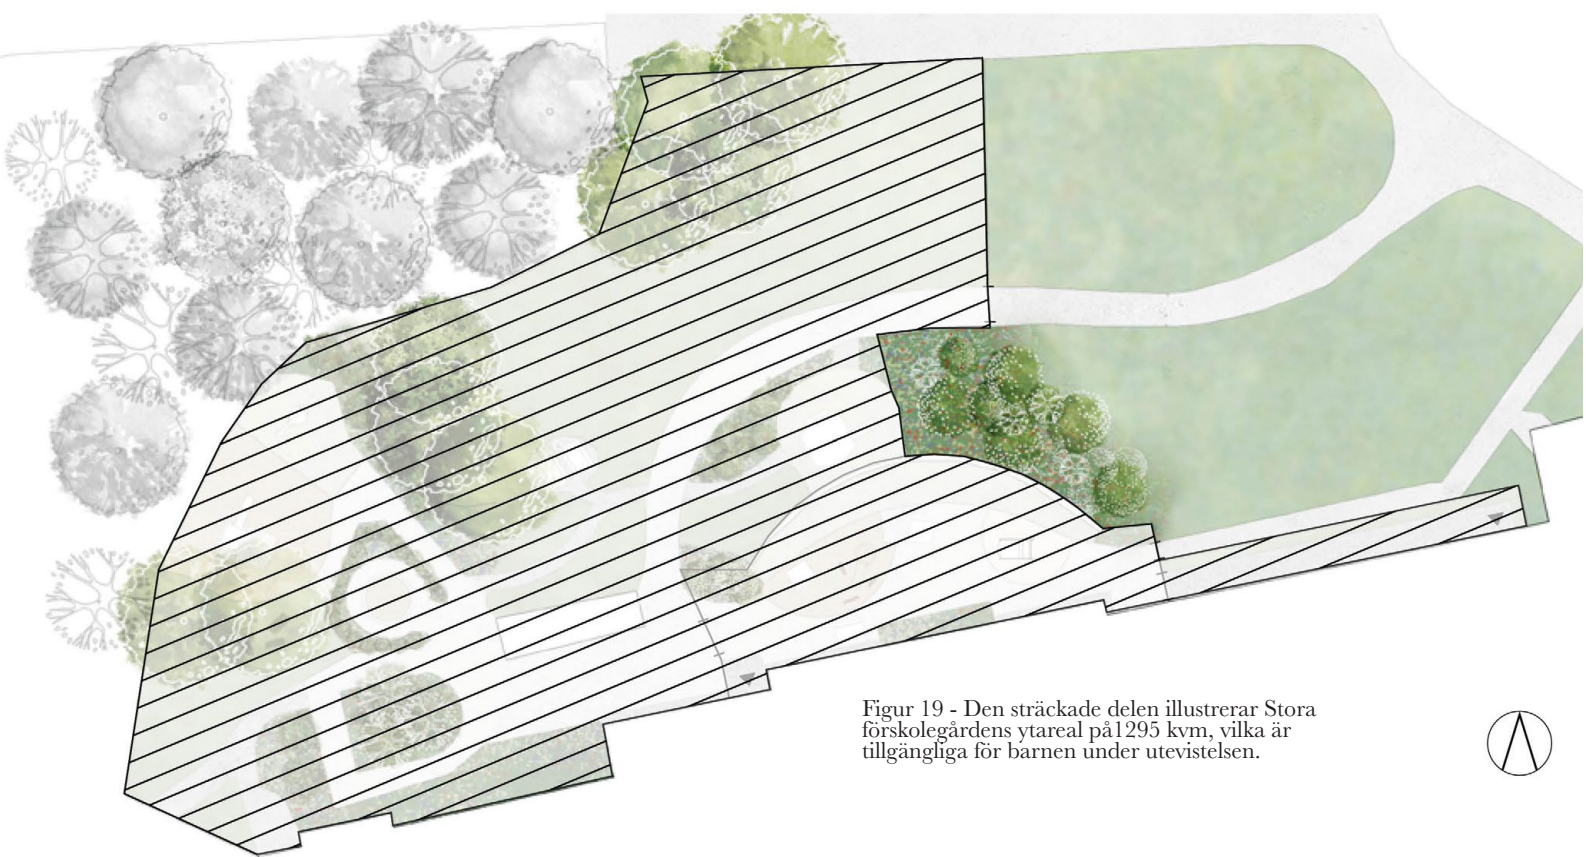 Figur 19 - Den sträckade delen illustrerar Stora
förskolegårdens ytareal på1295 kvm, vilka är
tillgängliga för barnen under utevistelsen.